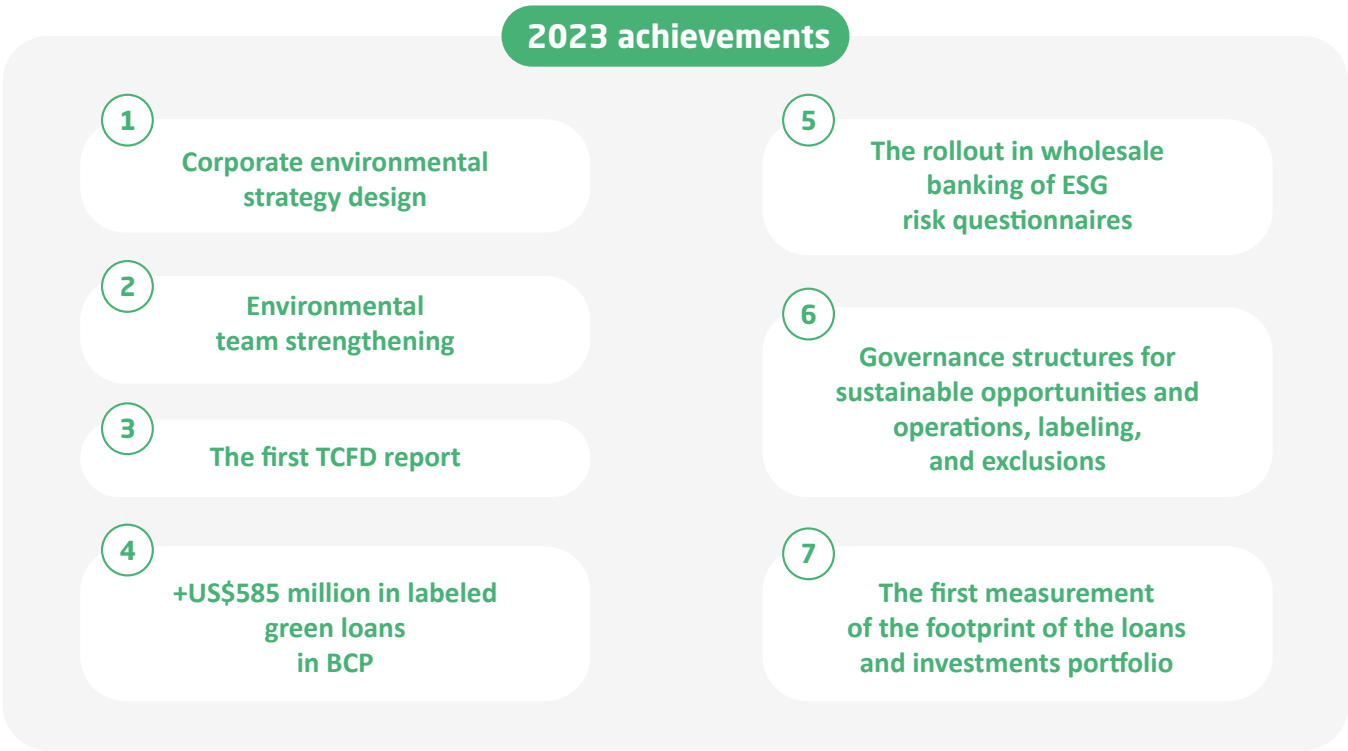 2023 achievements
1
Corporate environmental
strategy design
2
Environmental
team strengthening
3
The first TCFD report
4
+US$585 million in labeled
green loans
in BCP
5
The rollout in wholesale
banking of ESG
risk questionnaires
6
Governance structures for
sustainable opportunities and
operations, labeling,
and exclusions
7
The first measurement
of the footprint of the loans
and investments portfolio